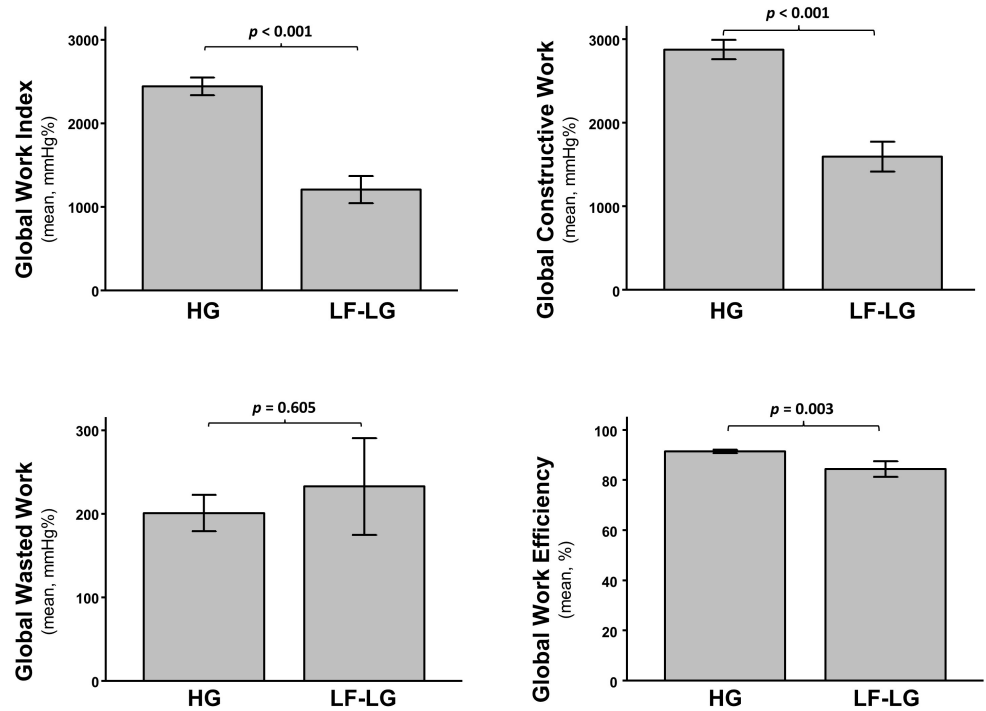 p < 0.001
Global Work Index
(mean, mmHg%)
3000
2000
1000
0
HG LF-LG
p < 0.001
Global Constructive Work
(mean, mmHg%)
3000
2000
1000
0
HG LF-LG
p = 0.605
Global Wasted Work
(mean, mmHg%)
300
200
100
0
HG LF-LG
p = 0.003
Global Work Efficiency
(mean, %)
100
80
60
40
20
0
HG LF-LG